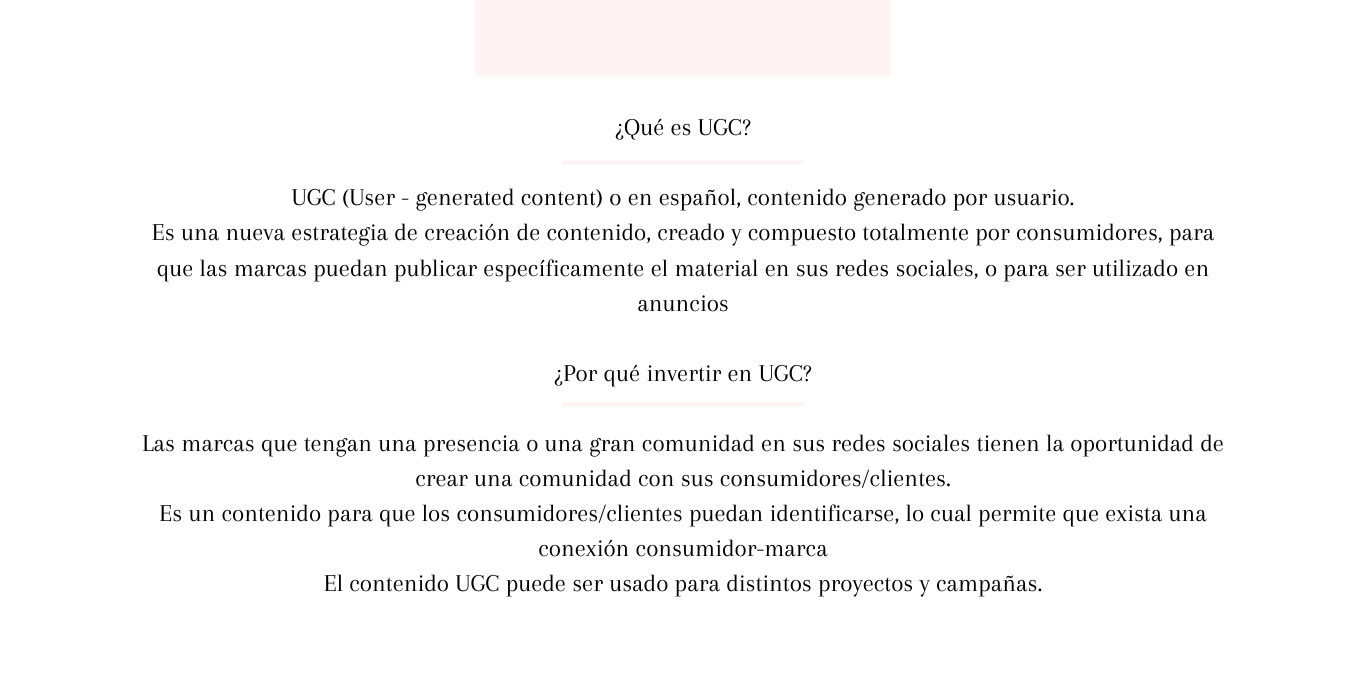 ¿Qué es UGC?
UGC (User - generated content) o en español, contenido generado por usuario.
Es una nueva estrategia de creación de contenido, creado y compuesto totalmente por consumidores, para
que las marcas puedan publicar específicamente el material en sus redes sociales, o para ser utilizado en
anuncios
¿Por qué invertir en UGC?
Las marcas que tengan una presencia o una gran comunidad en sus redes sociales tienen la oportunidad de
crear una comunidad con sus consumidores/clientes.
Es un contenido para que los consumidores/clientes puedan identificarse, lo cual permite que exista una
conexión consumidor-marca
El contenido UGC puede ser usado para distintos proyectos y campañas.